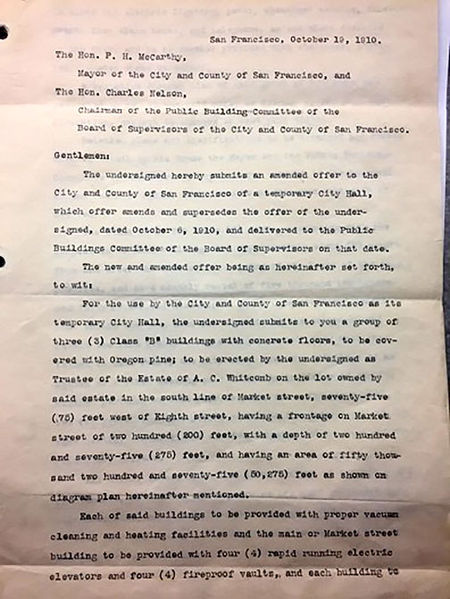 San Francisco, October 19, 1910.
The Hon. P. H. McCarthy,
Mayor of the City and County of San Francisco, and
The Hon. Charles Nelson,
Chairman of the Public Building Committee of the
Board of Supervisors of the City and County of San Francisco.
Gentlemen:
The undersigned hereby submits an amended offer to the
City and County of San Francisco of a temporary City Hall,
which offer amends and supersedes the offer of the under-
signed, dated October 6, 1910, and delivered to the Public
Buildings Committee of the Board of Supervisors on that date.
The new and amended offer being as hereinafter set forth,
to wit:
For the use by the City and County of San Francisco as its
temporary City Hall, the undersigned submits to you a group of
three (3) Class "B" buildings with concrete floors, to be cov-
ered with Oregon pine; to be erected by the undersigned as
Trustee of the Estate of A. C. Whitcomb on the lot owned by
said estate in the south line of Market street, seventy-five
(75) feet west of Eighth street, having a frontage on Market
street of two hundred (200) feet, with a depth of two hundred
and seventy-five (275) feet, and having an area of fifty thou-
sand two hundred and seventy-five (50,275) feet as shown on
diagram plan hereinafter mentioned.
Each of said buildings to be provided with proper vacuum
cleaning and heating facilities and the main or Market street
building to be provided with four (4) rapid running electric
elevators and four (4) fireproof vaults, and each building to